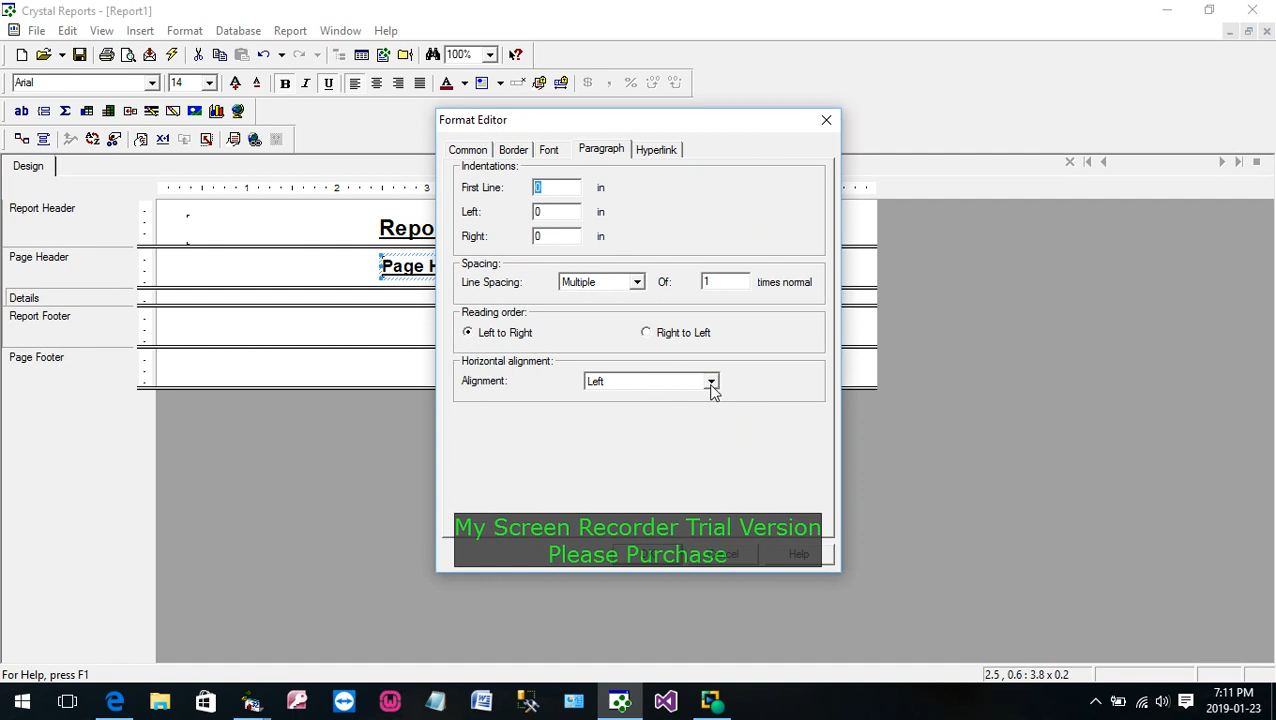 Crystal Reports - [Report1]
File Edit View Insert Format Database Report Window Help
100%
Arial 14 B I U A $ , %
ab Σ
Design
1 2 3
Report Header
Repo
Page Header
Page H
Details
Report Footer
Page Footer
Format Editor
Common Border Font Paragraph Hyperlink
Indentations:
First Line: 0 in
Left: 0 in
Right: 0 in
Spacing:
Line Spacing: Multiple Of: 1 times normal
Reading order:
Left to Right Right to Left
Horizontal alignment:
Alignment: Left
My Screen Recorder Trial Version
Please Purchase
Help
For Help, press F1
2.5 , 0.6 : 3.8 x 0.2
7:11 PM
2019-01-23